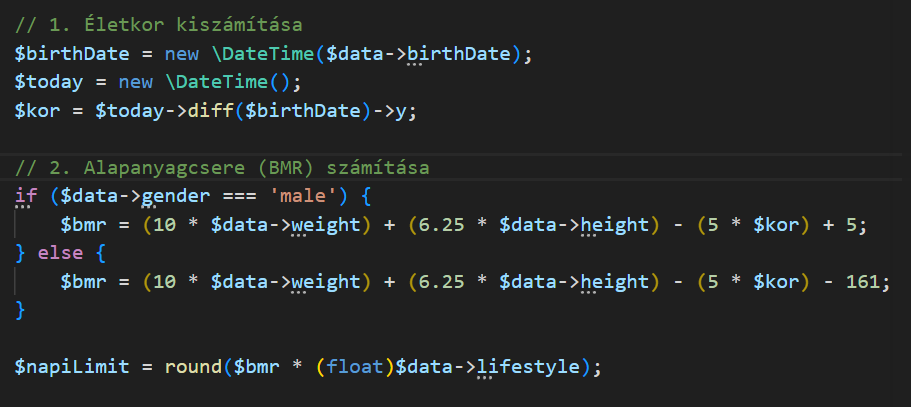 // 1. Életkor kiszámítása
$birthDate = new \DateTime($data->birthDate);
$today = new \DateTime();
$kor = $today->diff($birthDate)->y;
// 2. Alapanyagcsere (BMR) számítása
if ($data->gender === 'male') {
    $bmr = (10 * $data->weight) + (6.25 * $data->height) - (5 * $kor) + 5;
} else {
    $bmr = (10 * $data->weight) + (6.25 * $data->height) - (5 * $kor) - 161;
}
$napiLimit = round($bmr * (float)$data->lifestyle);